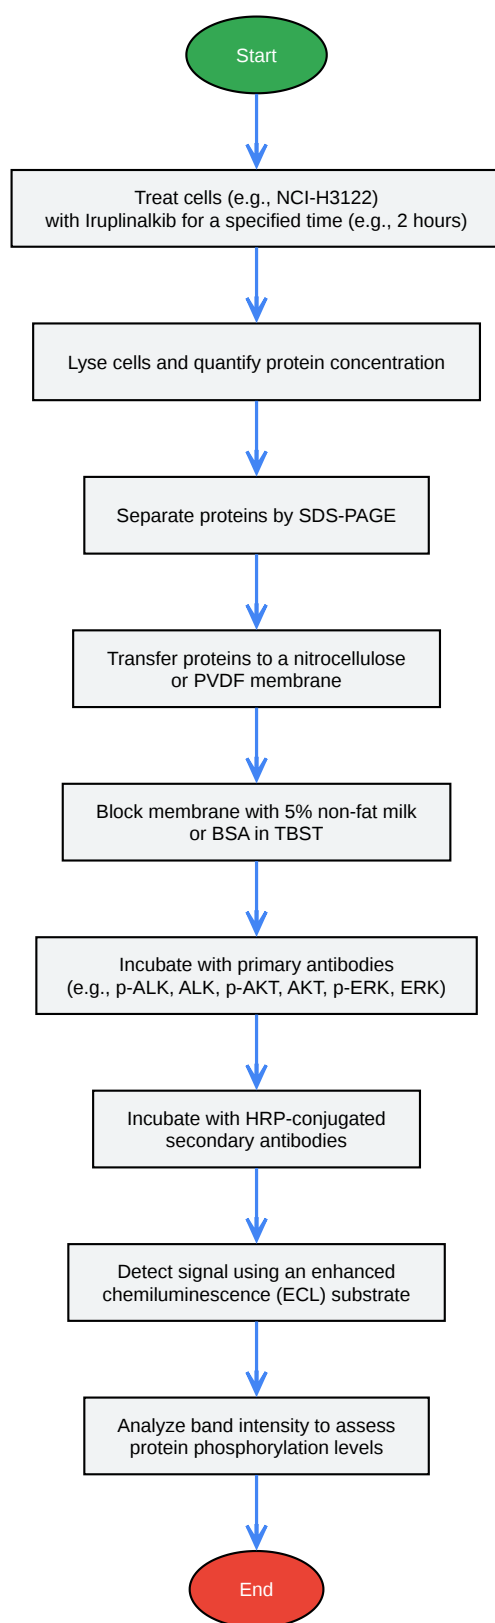 Start
Treat cells (e.g., NCI-H3122)
with Iruplinalkib for a specified time (e.g., 2 hours)
Lyse cells and quantify protein concentration
Separate proteins by SDS-PAGE
Transfer proteins to a nitrocellulose
or PVDF membrane
Block membrane with 5% non-fat milk
or BSA in TBST
Incubate with primary antibodies
(e.g., p-ALK, ALK, p-AKT, AKT, p-ERK, ERK)
Incubate with HRP-conjugated
secondary antibodies
Detect signal using an enhanced
chemiluminescence (ECL) substrate
Analyze band intensity to assess
protein phosphorylation levels
End